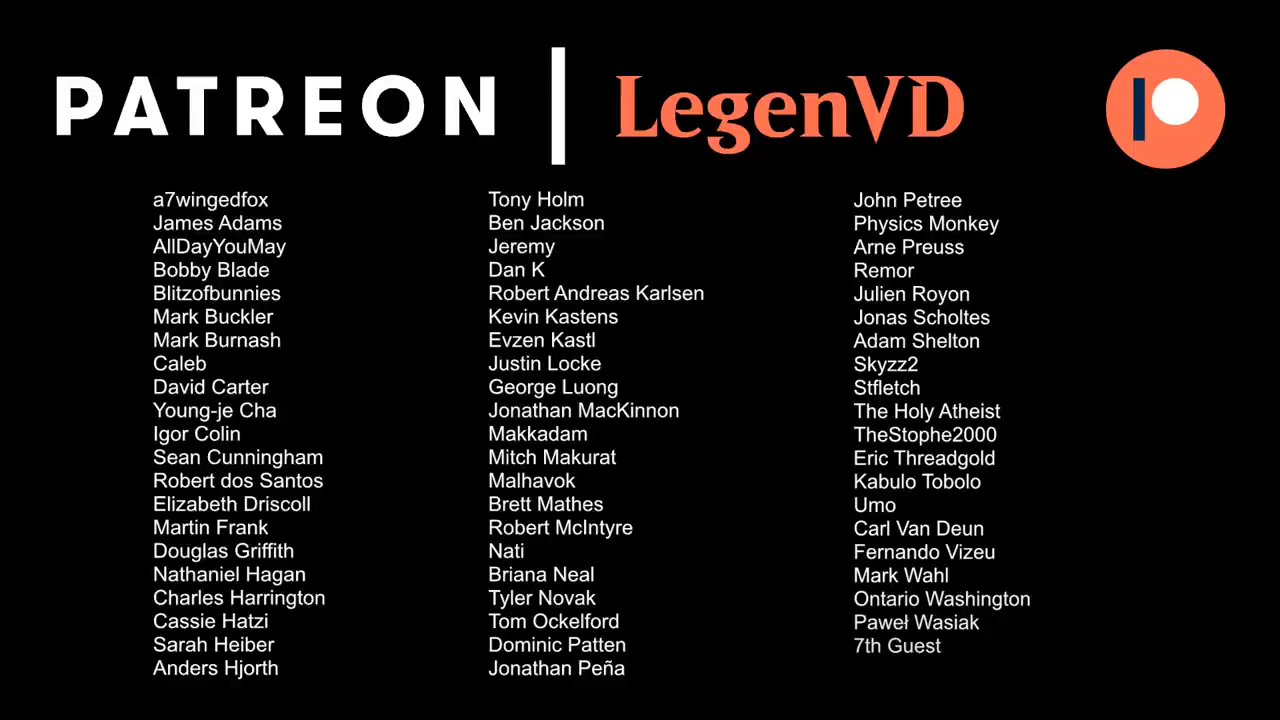 PATREON | LegenVD
a7wingedfox
James Adams
AllDayYouMay
Bobby Blade
Blitzofbunnies
Mark Buckler
Mark Burnash
Caleb
David Carter
Young-je Cha
Igor Colin
Sean Cunningham
Robert dos Santos
Elizabeth Driscoll
Martin Frank
Douglas Griffith
Nathaniel Hagan
Charles Harrington
Cassie Hatzi
Sarah Heiber
Anders Hjorth
Tony Holm
Ben Jackson
Jeremy
Dan K
Robert Andreas Karlsen
Kevin Kastens
Evzen Kastl
Justin Locke
George Luong
Jonathan MacKinnon
Makkadam
Mitch Makurat
Malhavok
Brett Mathes
Robert McIntyre
Nati
Briana Neal
Tyler Novak
Tom Ockelford
Dominic Patten
Jonathan Peña
John Petree
Physics Monkey
Arne Preuss
Remor
Julien Royon
Jonas Scholtes
Adam Shelton
Skyzz2
Stfletch
The Holy Atheist
TheStophe2000
Eric Threadgold
Kabulo Tobolo
Umo
Carl Van Deun
Fernando Vizeu
Mark Wahl
Ontario Washington
Paweł Wasiak
7th Guest